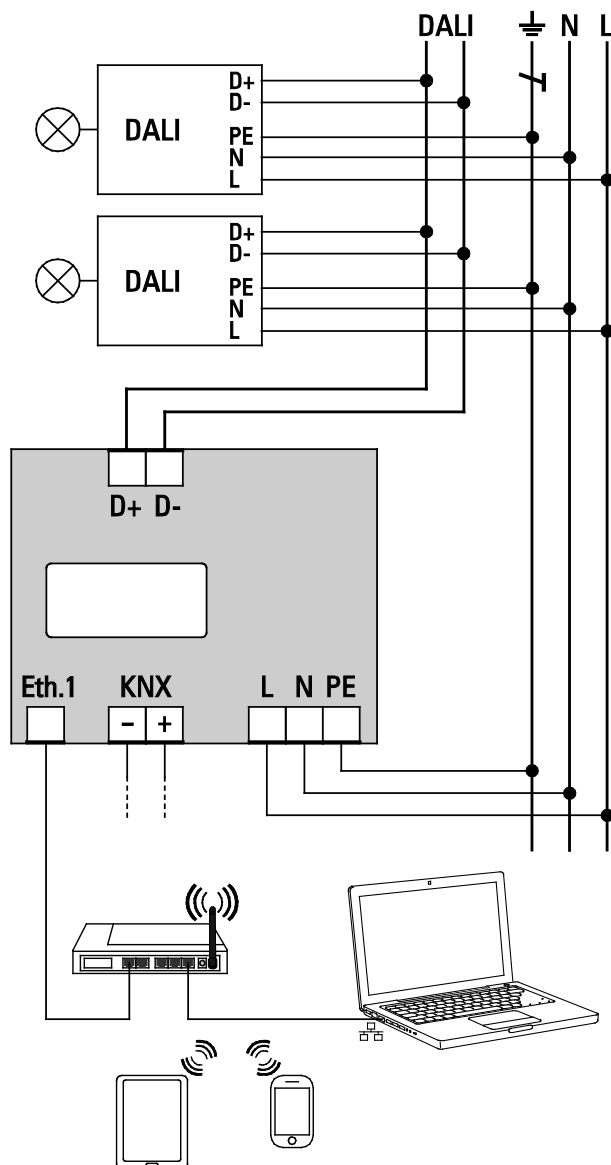 DALI N L
D+
D-
DALI
PE
N
L
D+
D-
DALI
PE
N
L
D+ D-
Eth.1 KNX L N PE
– +